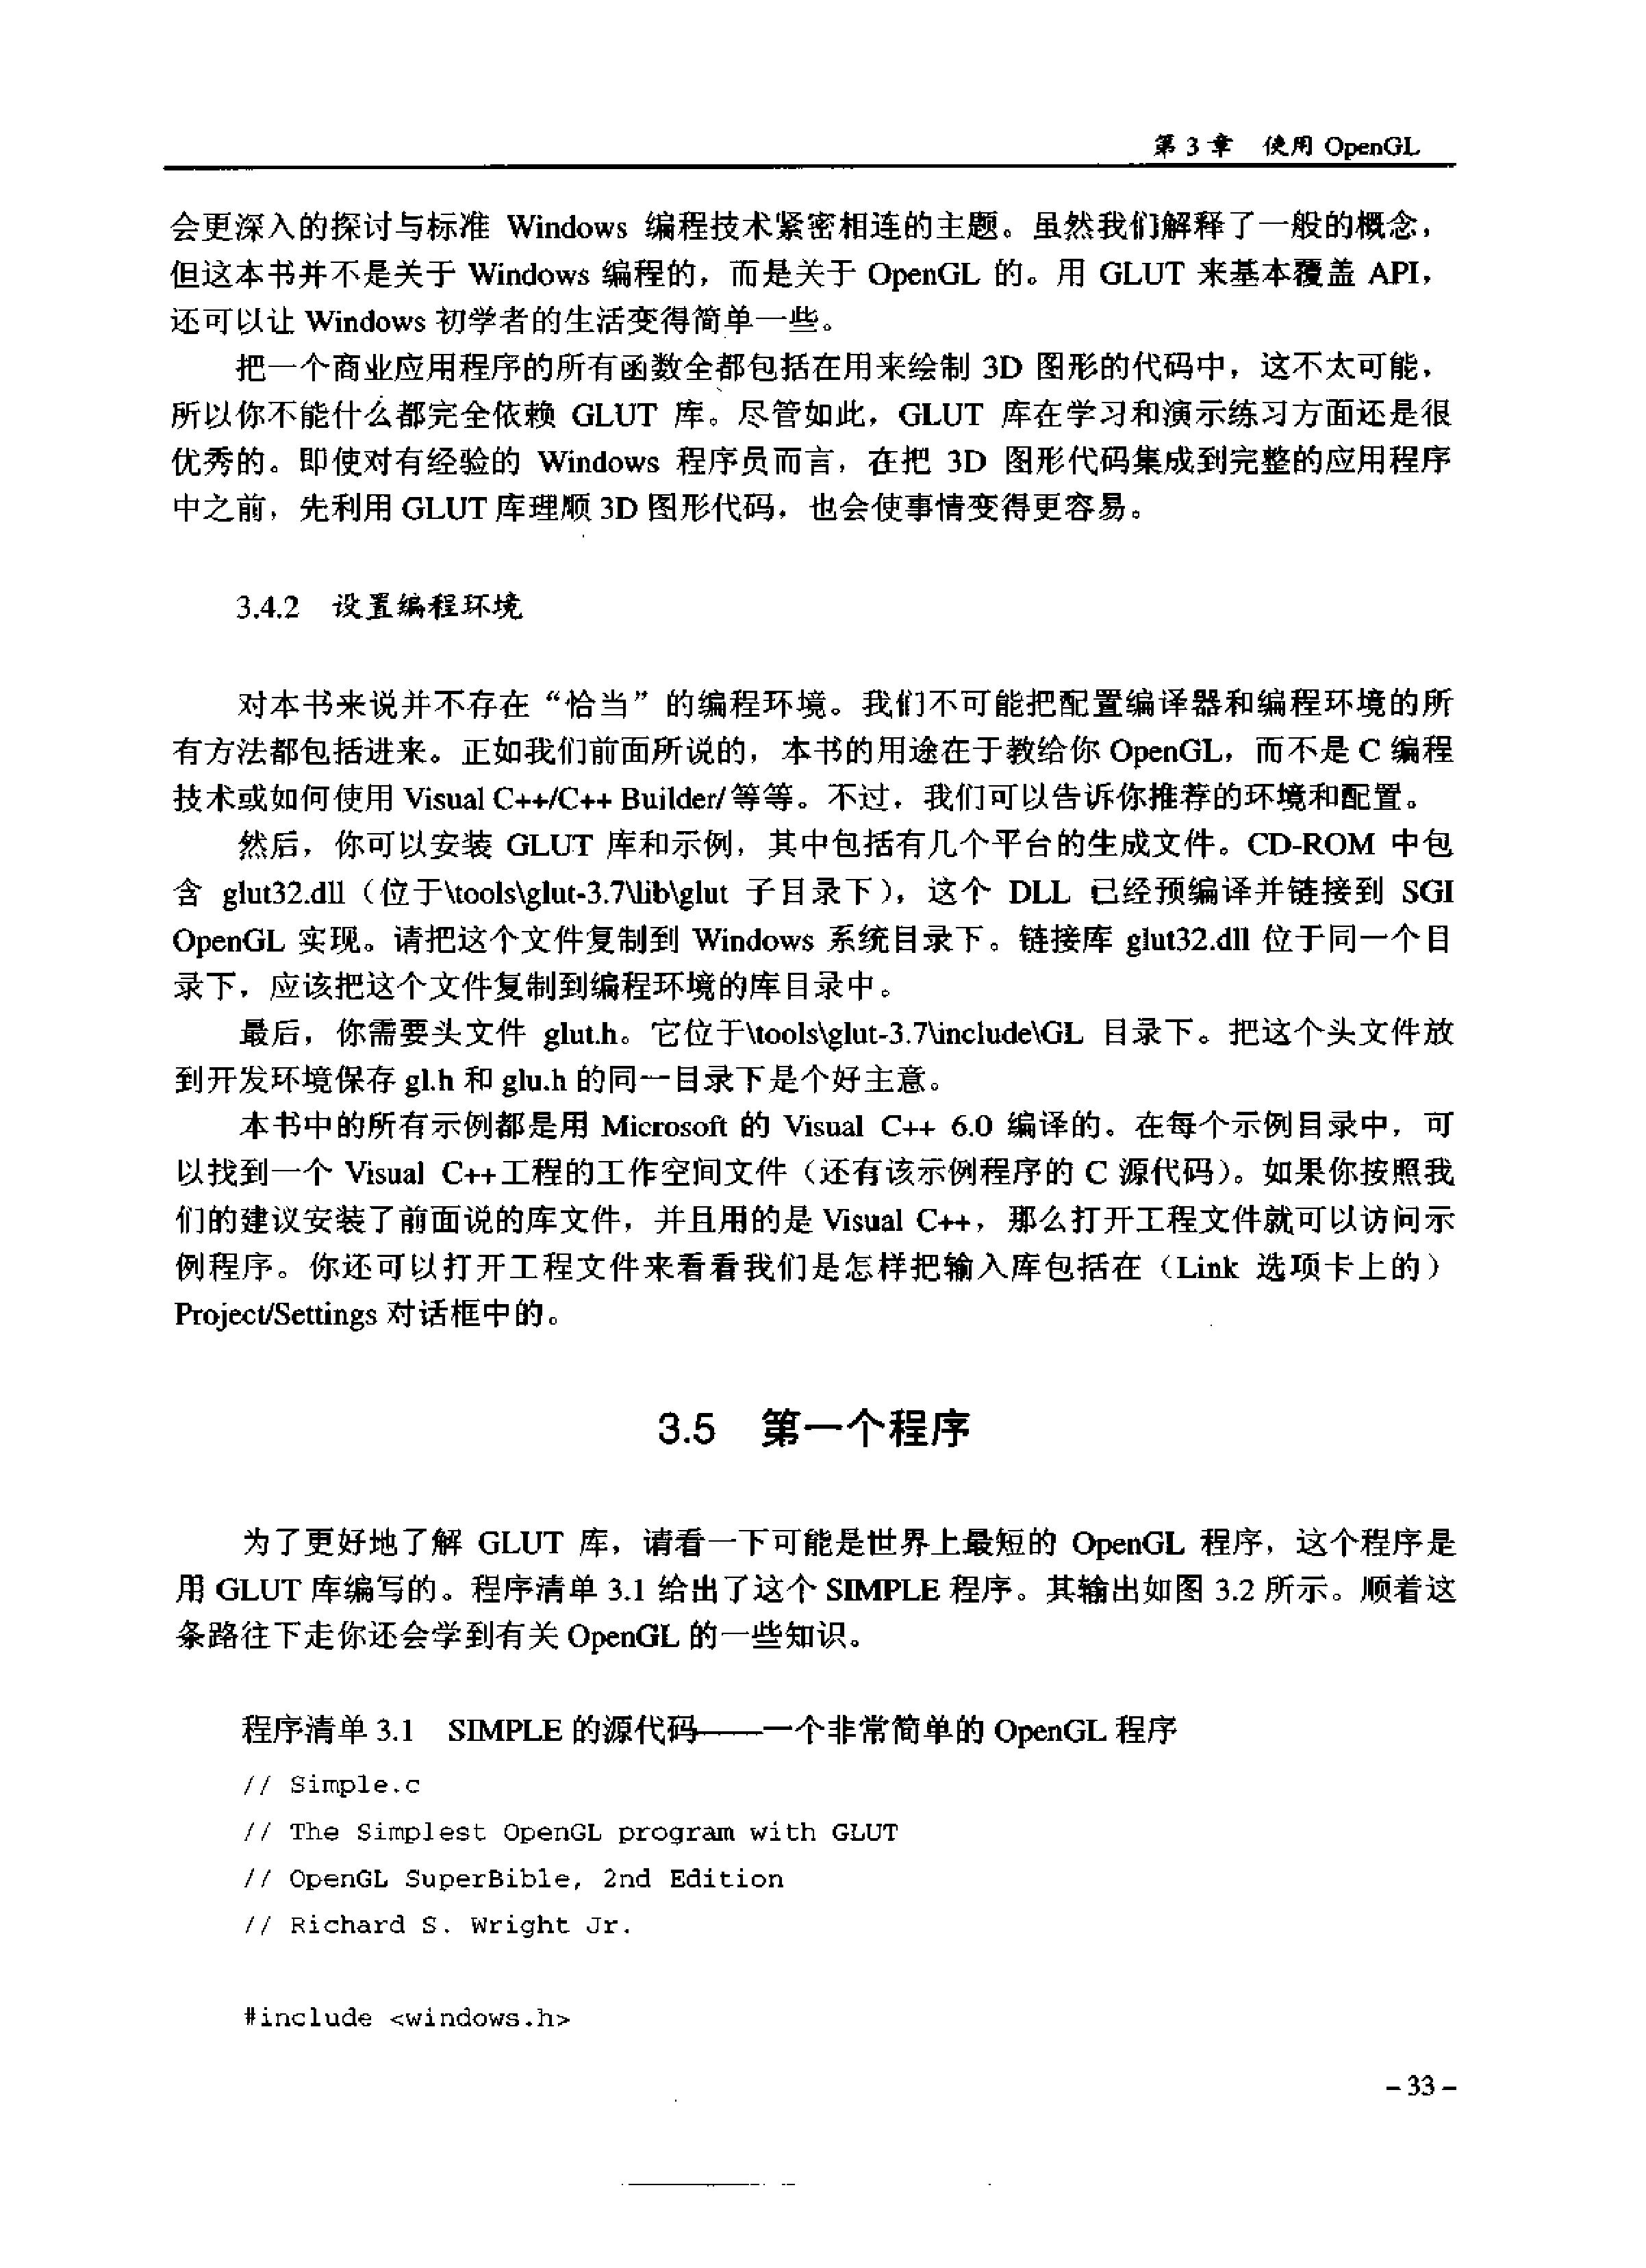 第 3 章 使用 OpenGL
会更深入的探讨与标准 Windows 编程技术紧密相连的主题。虽然我们解释了一般的概念，
但这本书并不是关于 Windows 编程的，而是关于 OpenGL 的。用 GLUT 来基本覆盖 API，
还可以让 Windows 初学者的生活变得简单一些。
把一个商业应用程序的所有函数全都包括在用来绘制 3D 图形的代码中，这不太可能，
所以你不能什么都完全依赖 GLUT 库。尽管如此，GLUT 库在学习和演示练习方面还是很
优秀的。即使对有经验的 Windows 程序员而言，在把 3D 图形代码集成到完整的应用程序
中之前，先利用 GLUT 库理顺 3D 图形代码，也会使事情变得更容易。
3.4.2 设置编程环境
对本书来说并不存在“恰当”的编程环境。我们不可能把配置编译器和编程环境的所
有方法都包括进来。正如我们前面所说的，本书的用途在于教给你 OpenGL，而不是 C 编程
技术或如何使用 Visual C++/C++ Builder/等等。不过，我们可以告诉你推荐的环境和配置。
然后，你可以安装 GLUT 库和示例，其中包括有几个平台的生成文件。CD-ROM 中包
含 glut32.dll（位于\tools\glut-3.7\lib\glut 子目录下），这个 DLL 已经预编译并链接到 SGI
OpenGL 实现。请把这个文件复制到 Windows 系统目录下。链接库 glut32.dll 位于同一个目
录下，应该把这个文件复制到编程环境的库目录中。
最后，你需要头文件 glut.h。它位于\tools\glut-3.7\include\GL 目录下。把这个头文件放
到开发环境保存 gl.h 和 glu.h 的同一目录下是个好主意。
本书中的所有示例都是用 Microsoft 的 Visual C++ 6.0 编译的。在每个示例目录中，可
以找到一个 Visual C++工程的工作空间文件（还有该示例程序的 C 源代码）。如果你按照我
们的建议安装了前面说的库文件，并且用的是 Visual C++，那么打开工程文件就可以访问示
例程序。你还可以打开工程文件来看看我们是怎样把输入库包括在（Link 选项卡上的）
Project/Settings 对话框中的。
3.5 第一个程序
为了更好地了解 GLUT 库，请看一下可能是世界上最短的 OpenGL 程序，这个程序是
用 GLUT 库编写的。程序清单 3.1 给出了这个 SIMPLE 程序。其输出如图 3.2 所示。顺着这
条路往下走你还会学到有关 OpenGL 的一些知识。
程序清单 3.1 SIMPLE 的源代码——一个非常简单的 OpenGL 程序
// Simple.c
// The Simplest OpenGL program with GLUT
// OpenGL SuperBible, 2nd Edition
// Richard S. Wright Jr.
#include <windows.h>
– 33 –